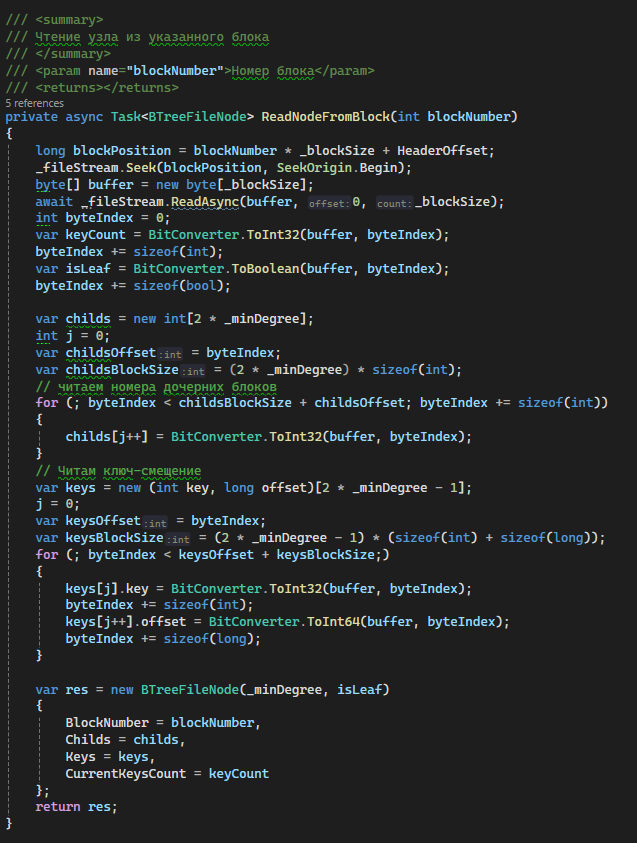 /// <summary>
/// Чтение узла из указанного блока
/// </summary>
/// <param name="blockNumber">Номер блока</param>
/// <returns></returns>
5 references
private async Task<BTreeFileNode> ReadNodeFromBlock(int blockNumber)
{
long blockPosition = blockNumber * _blockSize + HeaderOffset;
_fileStream.Seek(blockPosition, SeekOrigin.Begin);
byte[] buffer = new byte[_blockSize];
await _fileStream.ReadAsync(buffer, offset:0, count:_blockSize);
int byteIndex = 0;
var keyCount = BitConverter.ToInt32(buffer, byteIndex);
byteIndex += sizeof(int);
var isLeaf = BitConverter.ToBoolean(buffer, byteIndex);
byteIndex += sizeof(bool);
var childs = new int[2 * _minDegree];
int j = 0;
var childsOffset:int = byteIndex;
var childsBlockSize:int = (2 * _minDegree) * sizeof(int);
// читаем номера дочерних блоков
for (; byteIndex < childsBlockSize + childsOffset; byteIndex += sizeof(int))
{
childs[j++] = BitConverter.ToInt32(buffer, byteIndex);
}
// Читам ключ-смещение
var keys = new (int key, long offset)[2 * _minDegree - 1];
j = 0;
var keysOffset:int = byteIndex;
var keysBlockSize:int = (2 * _minDegree - 1) * (sizeof(int) + sizeof(long));
for (; byteIndex < keysOffset + keysBlockSize;)
{
keys[j].key = BitConverter.ToInt32(buffer, byteIndex);
byteIndex += sizeof(int);
keys[j++].offset = BitConverter.ToInt64(buffer, byteIndex);
byteIndex += sizeof(long);
}
var res = new BTreeFileNode(_minDegree, isLeaf)
{
BlockNumber = blockNumber,
Childs = childs,
Keys = keys,
CurrentKeysCount = keyCount
};
return res;
}